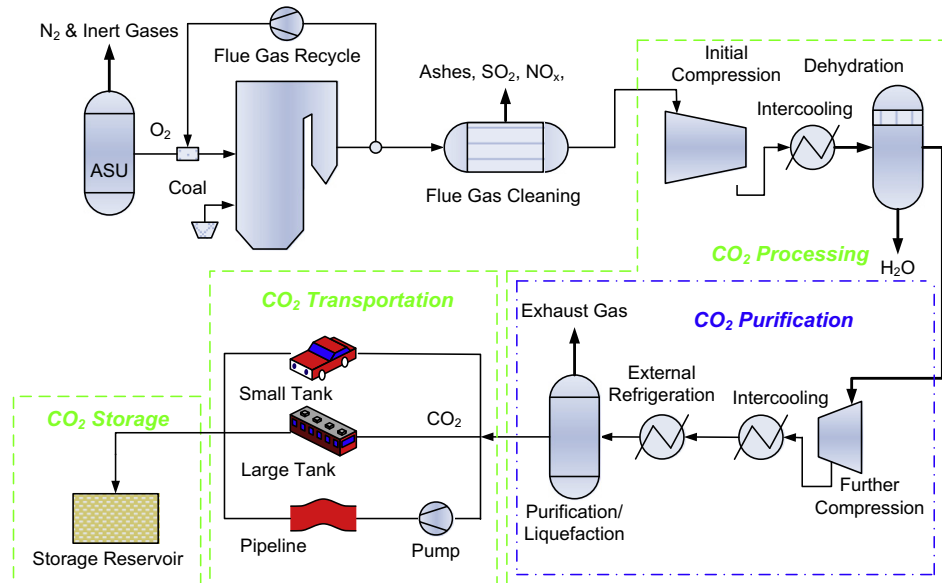 N₂ & Inert Gases
Flue Gas Recycle
Ashes, SO₂, NOₓ,
Initial
Compression
Dehydration
Intercooling
O₂
ASU
Coal
Flue Gas Cleaning
CO₂ Processing
H₂O
CO₂ Transportation
Exhaust Gas
CO₂ Purification
Small Tank
External
Refrigeration
Intercooling
CO₂ Storage
CO₂
Large Tank
Further
Compression
Purification/
Liquefaction
Storage Reservoir
Pipeline
Pump